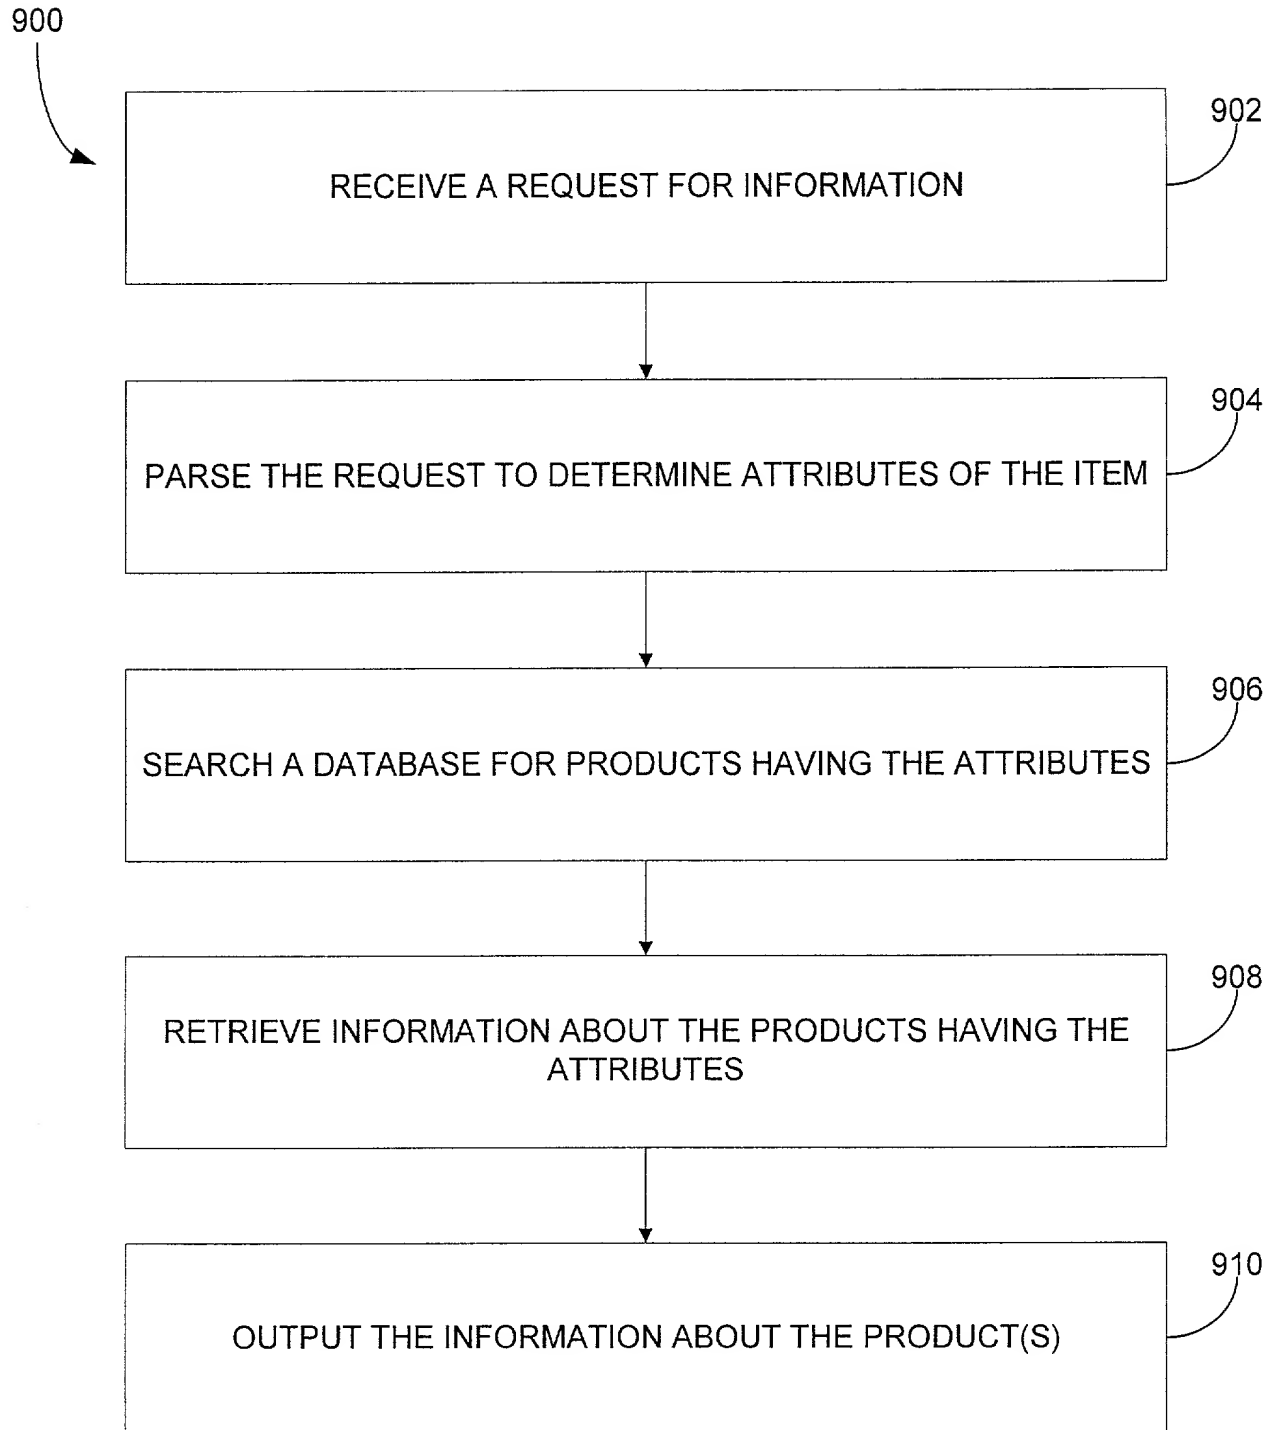 900
902
RECEIVE A REQUEST FOR INFORMATION
904
PARSE THE REQUEST TO DETERMINE ATTRIBUTES OF THE ITEM
906
SEARCH A DATABASE FOR PRODUCTS HAVING THE ATTRIBUTES
908
RETRIEVE INFORMATION ABOUT THE PRODUCTS HAVING THE
ATTRIBUTES
910
OUTPUT THE INFORMATION ABOUT THE PRODUCT(S)